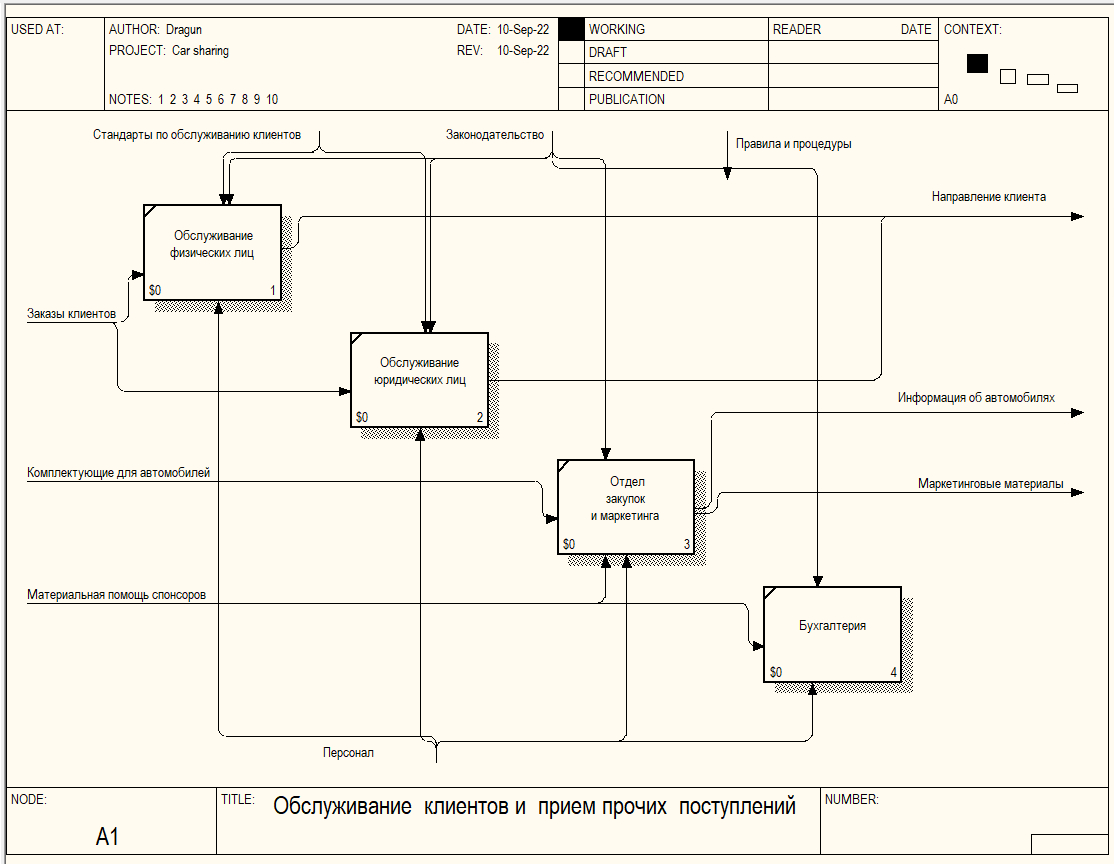 USED AT:
AUTHOR: Dragun
DATE: 10-Sep-22
WORKING
READER
DATE
CONTEXT:
PROJECT: Car sharing
REV: 10-Sep-22
DRAFT
RECOMMENDED
NOTES: 1 2 3 4 5 6 7 8 9 10
PUBLICATION
A0
Стандарты по обслуживанию клиентов
Законодательство
Правила и процедуры
Направление клиента
Обслуживание
физических лиц
$0
1
Заказы клиентов
Обслуживание
юридических лиц
$0
2
Информация об автомобилях
Комплектующие для автомобилей
Отдел
закупок
и маркетинга
$0
3
Маркетинговые материалы
Материальная помощь спонсоров
Бухгалтерия
$0
4
Персонал
NODE:
A1
TITLE:
Обслуживание клиентов и прием прочих поступлений
NUMBER: